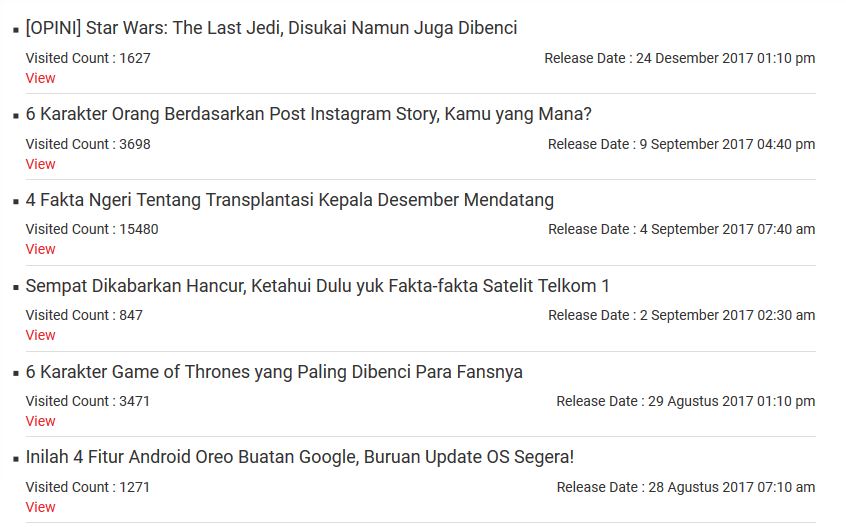 [OPINI] Star Wars: The Last Jedi, Disukai Namun Juga Dibenci
Visited Count : 1627 Release Date : 24 Desember 2017 01:10 pm
View
6 Karakter Orang Berdasarkan Post Instagram Story, Kamu yang Mana?
Visited Count : 3698 Release Date : 9 September 2017 04:40 pm
View
4 Fakta Ngeri Tentang Transplantasi Kepala Desember Mendatang
Visited Count : 15480 Release Date : 4 September 2017 07:40 am
View
Sempat Dikabarkan Hancur, Ketahui Dulu yuk Fakta-fakta Satelit Telkom 1
Visited Count : 847 Release Date : 2 September 2017 02:30 am
View
6 Karakter Game of Thrones yang Paling Dibenci Para Fansnya
Visited Count : 3471 Release Date : 29 Agustus 2017 01:10 pm
View
Inilah 4 Fitur Android Oreo Buatan Google, Buruan Update OS Segera!
Visited Count : 1271 Release Date : 28 Agustus 2017 07:10 am
View